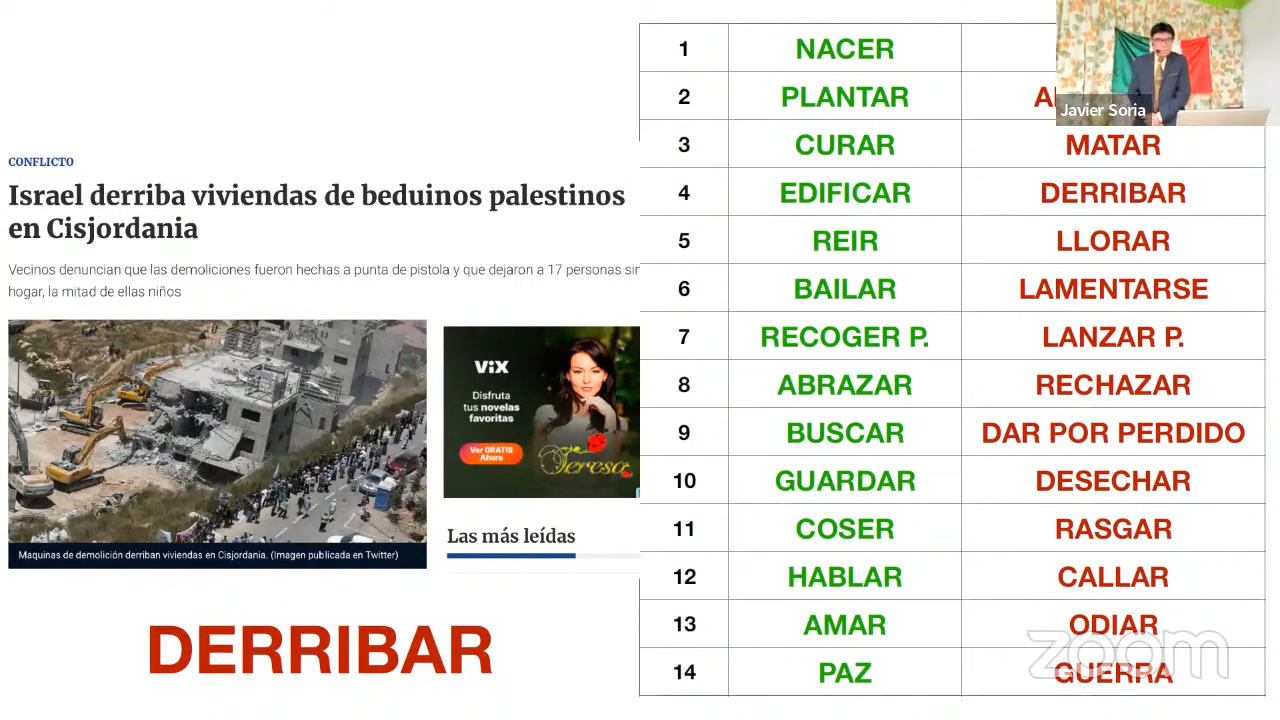 CONFLICTO
Israel derriba viviendas de beduinos palestinos
en Cisjordania
Vecinos denuncian que las demoliciones fueron hechas a punta de pistola y que dejaron a 17 personas sin
hogar, la mitad de ellas niños
Maquinas de demolición derriban viviendas en Cisjordania. (Imagen publicada en Twitter)
ViX
Disfruta
tus novelas
favoritas
Ver GRATIS
Ahora
Teresa
Las más leídas
DERRIBAR
1 NACER
2 PLANTAR
3 CURAR MATAR
4 EDIFICAR DERRIBAR
5 REIR LLORAR
6 BAILAR LAMENTARSE
7 RECOGER P. LANZAR P.
8 ABRAZAR RECHAZAR
9 BUSCAR DAR POR PERDIDO
10 GUARDAR DESECHAR
11 COSER RASGAR
12 HABLAR CALLAR
13 AMAR ODIAR
14 PAZ GUERRA
Javier Soria
zoom